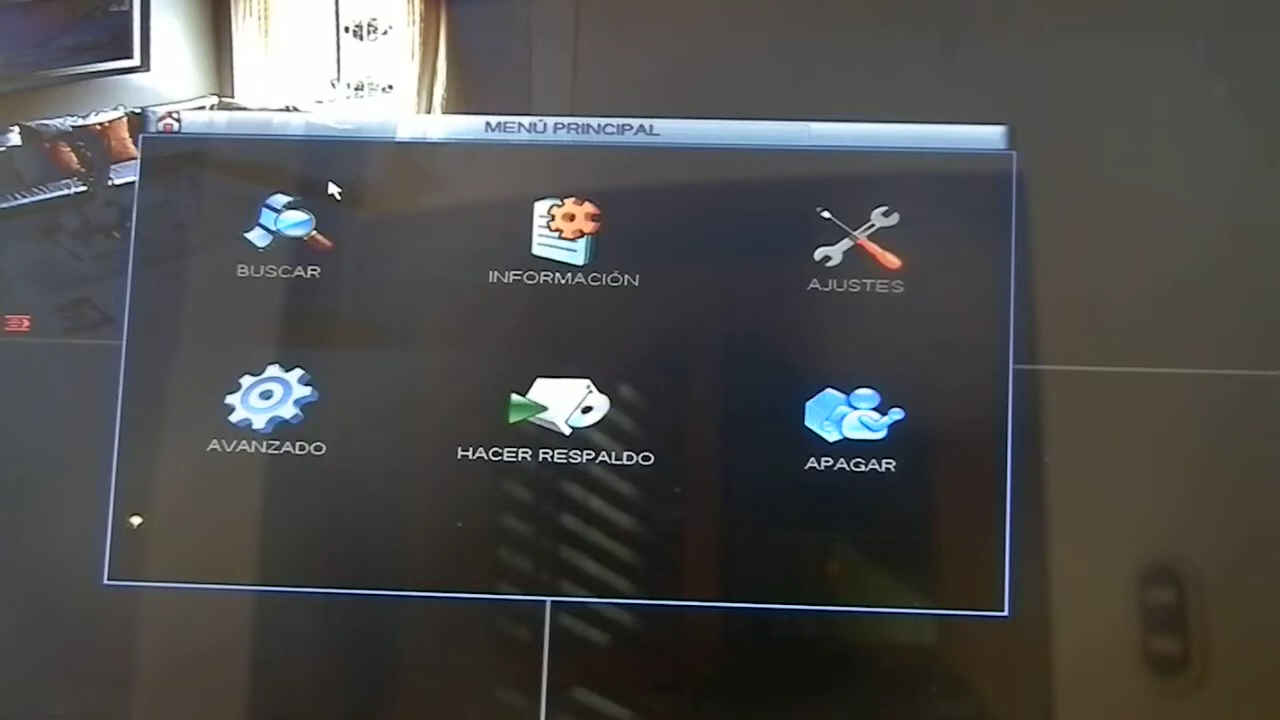 MENÚ PRINCIPAL
BUSCAR
INFORMACIÓN
AJUSTES
AVANZADO
HACER RESPALDO
APAGAR